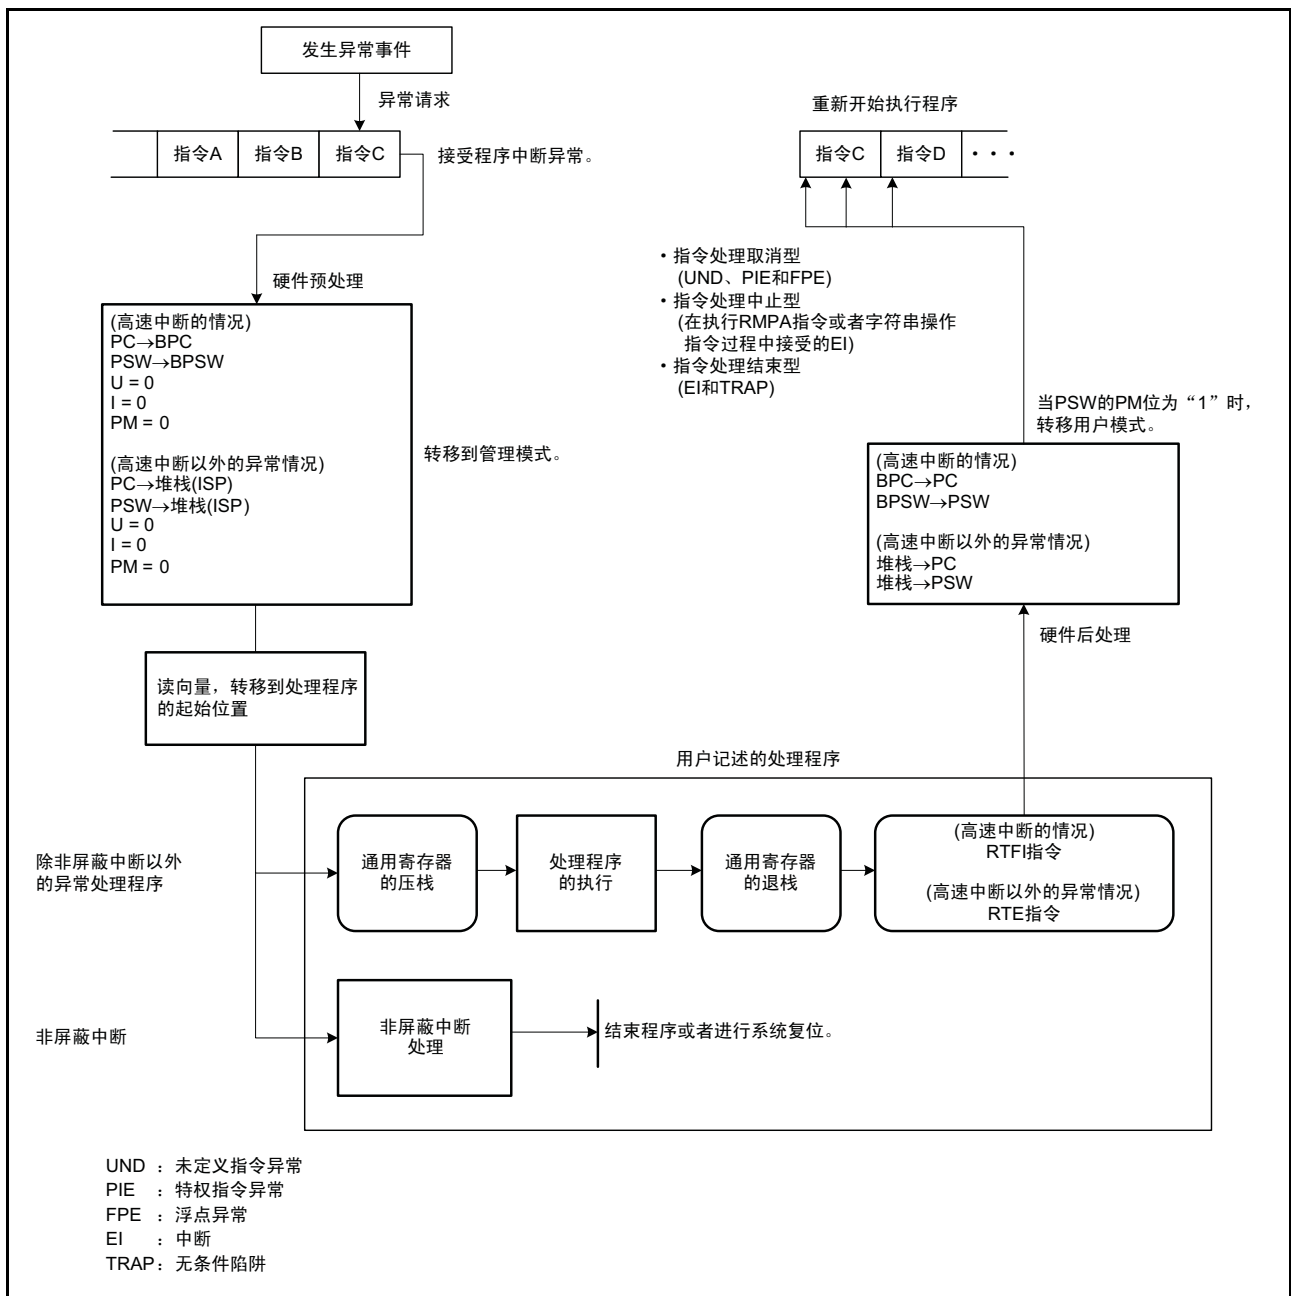 发生异常事件
异常请求
指令A
指令B
指令C
接受程序中断异常。
硬件预处理
(高速中断的情况)
PC→BPC
PSW→BPSW
U = 0
I = 0
PM = 0
(高速中断以外的异常情况)
PC→堆栈(ISP)
PSW→堆栈(ISP)
U = 0
I = 0
PM = 0
转移到管理模式。
读向量，转移到处理程序
的起始位置
重新开始执行程序
指令C
指令D
・・・
・指令处理取消型
(UND、PIE和FPE)
・指令处理中止型
(在执行RMPA指令或者字符串操作
指令过程中接受的EI)
・指令处理结束型
(EI和TRAP)
当PSW的PM位为“1”时，
转移用户模式。
(高速中断的情况)
BPC→PC
BPSW→PSW
(高速中断以外的异常情况)
堆栈→PC
堆栈→PSW
硬件后处理
用户记述的处理程序
除非屏蔽中断以外
的异常处理程序
通用寄存器
的压栈
处理程序
的执行
通用寄存器
的退栈
(高速中断的情况)
RTFI指令
(高速中断以外的异常情况)
RTE指令
非屏蔽中断
非屏蔽中断
处理
结束程序或者进行系统复位。
UND ：未定义指令异常
PIE ：特权指令异常
FPE ：浮点异常
EI ：中断
TRAP：无条件陷阱